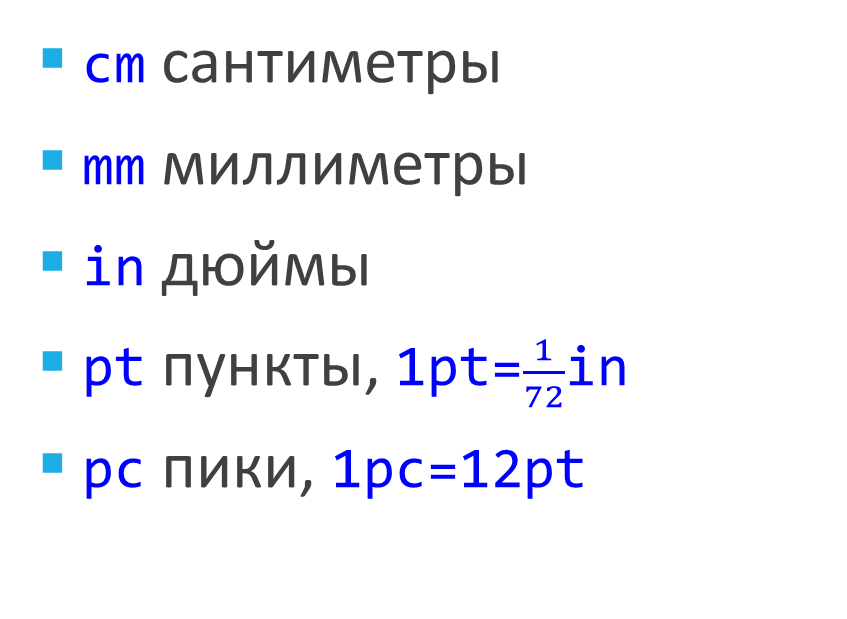 ▪ cm сантиметры
▪ mm миллиметры
▪ in дюймы
▪ pt пункты, 1pt=1/72in
▪ pc пики, 1pc=12pt